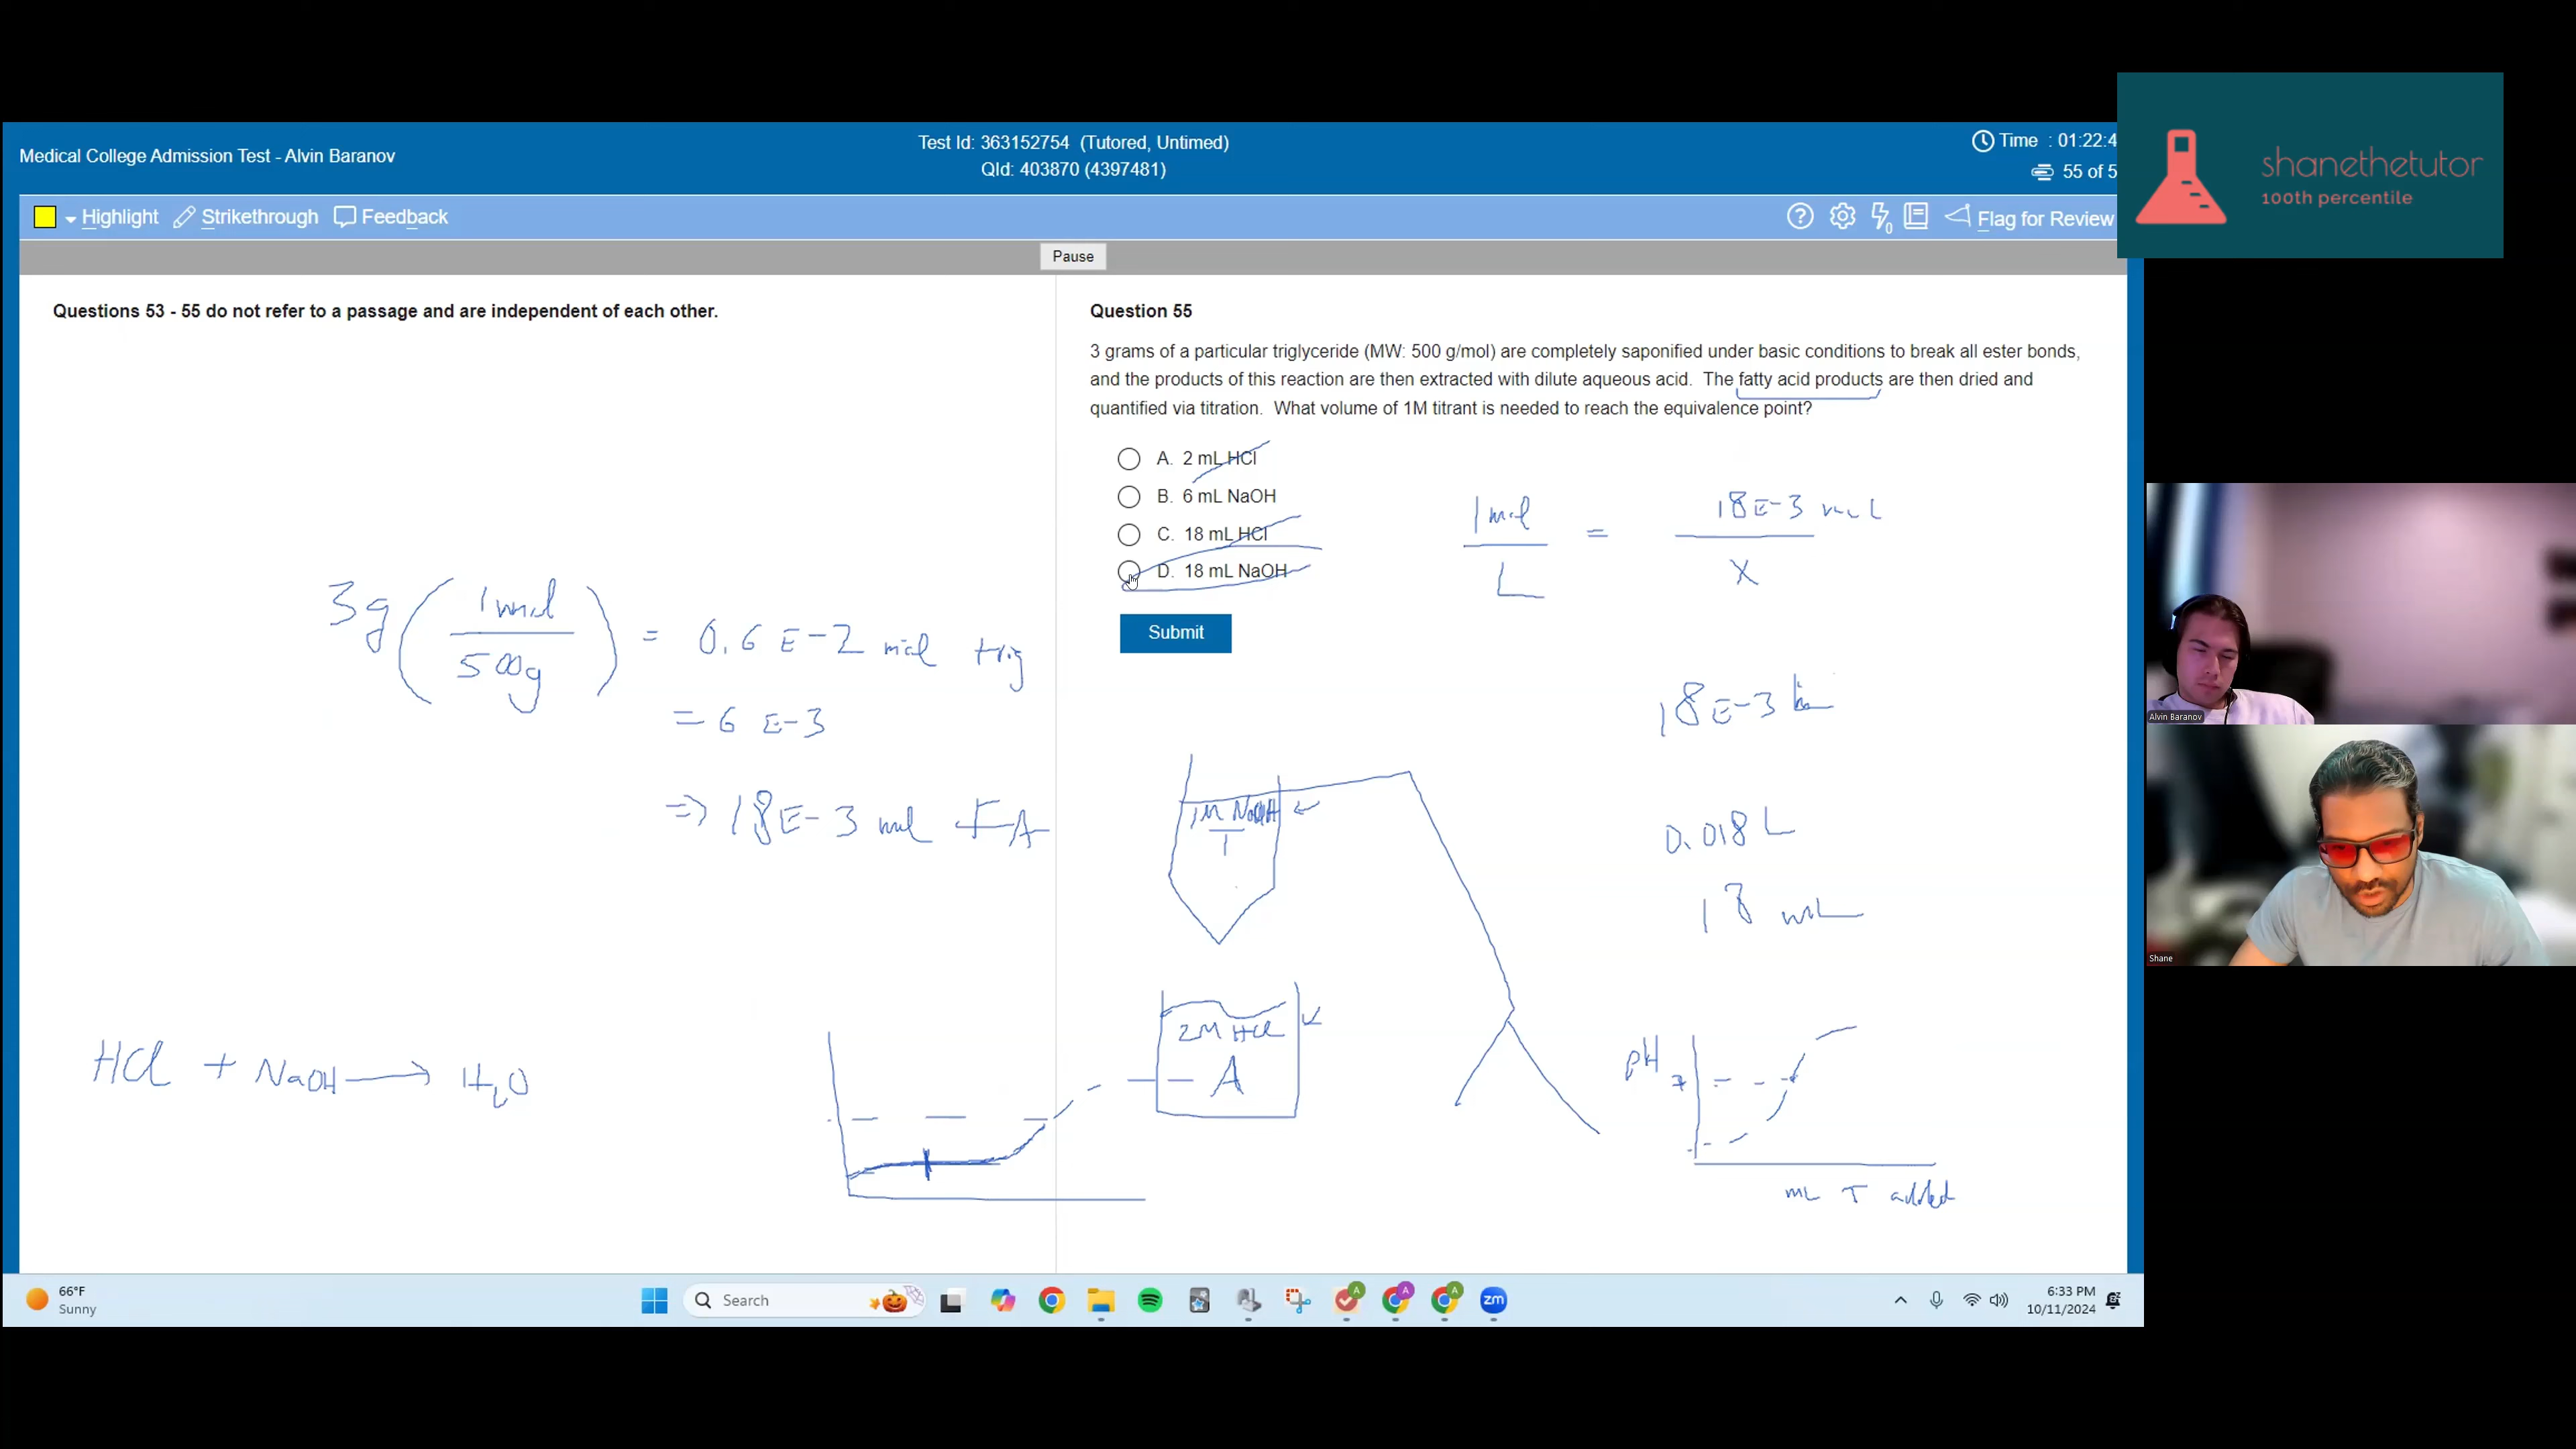 Medical College Admission Test - Alvin Baranov
Test Id: 363152754 (Tutored, Untimed)
QId: 403870 (4397481)
Time : 01:22:4
55 of 5
shanethetutor
100th percentile
Highlight Strikethrough Feedback
Flag for Review
Pause
Questions 53 - 55 do not refer to a passage and are independent of each other.
Question 55
3 grams of a particular triglyceride (MW: 500 g/mol) are completely saponified under basic conditions to break all ester bonds,
and the products of this reaction are then extracted with dilute aqueous acid. The fatty acid products are then dried and
quantified via titration. What volume of 1M titrant is needed to reach the equivalence point?
A. 2 mL HCl
B. 6 mL NaOH
C. 18 mL HCl
D. 18 mL NaOH
Submit
1 mol
L
=
18E-3 mol
X
3g ( 1 mol
500g ) = 0.6 E-2 mol trig
= 6 E-3
=> 18E-3 mol FA
18E-3
0.018 L
18 mL
1M NaOH
T
2M HCl
A
HCl + NaOH → H2O
pH
7
mL T added
Alvin Baranov
Shane
66°F
Sunny
Search
zm
6:33 PM
10/11/2024